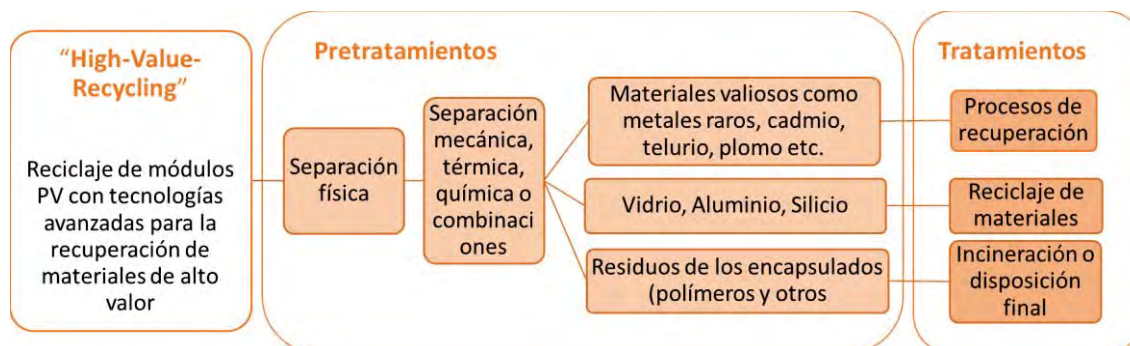 “High-Value-
Recycling”
Reciclaje de módulos
PV con tecnologías
avanzadas para la
recuperación de
materiales de alto
valor
Pretratamientos
Separación
física
Separación
mecánica,
térmica,
química o
combinaci
ones
Materiales valiosos como
metales raros, cadmio,
telurio, plomo etc.
Vidrio, Aluminio, Silicio
Residuos de los encapsulados
(polímeros y otros
Tratamientos
Procesos de
recuperación
Reciclaje de
materiales
Incineración o
disposición
final